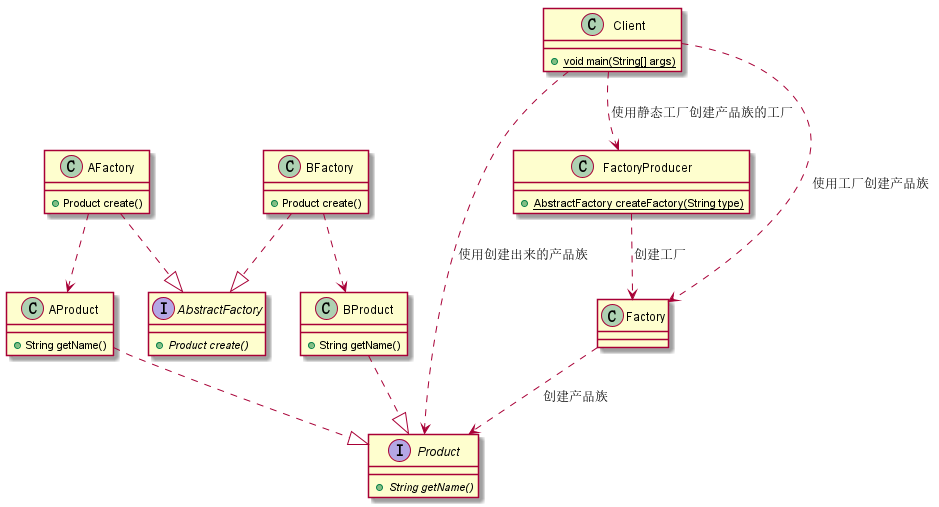 C Client
void main(String[] args)
使用静态工厂创建产品族的工厂
C AFactory
Product create()
C BFactory
Product create()
C FactoryProducer
AbstractFactory createFactory(String type)
使用工厂创建产品族
使用创建出来的产品族
创建工厂
C AProduct
String getName()
I AbstractFactory
Product create()
C BProduct
String getName()
C Factory
创建产品族
I Product
String getName()